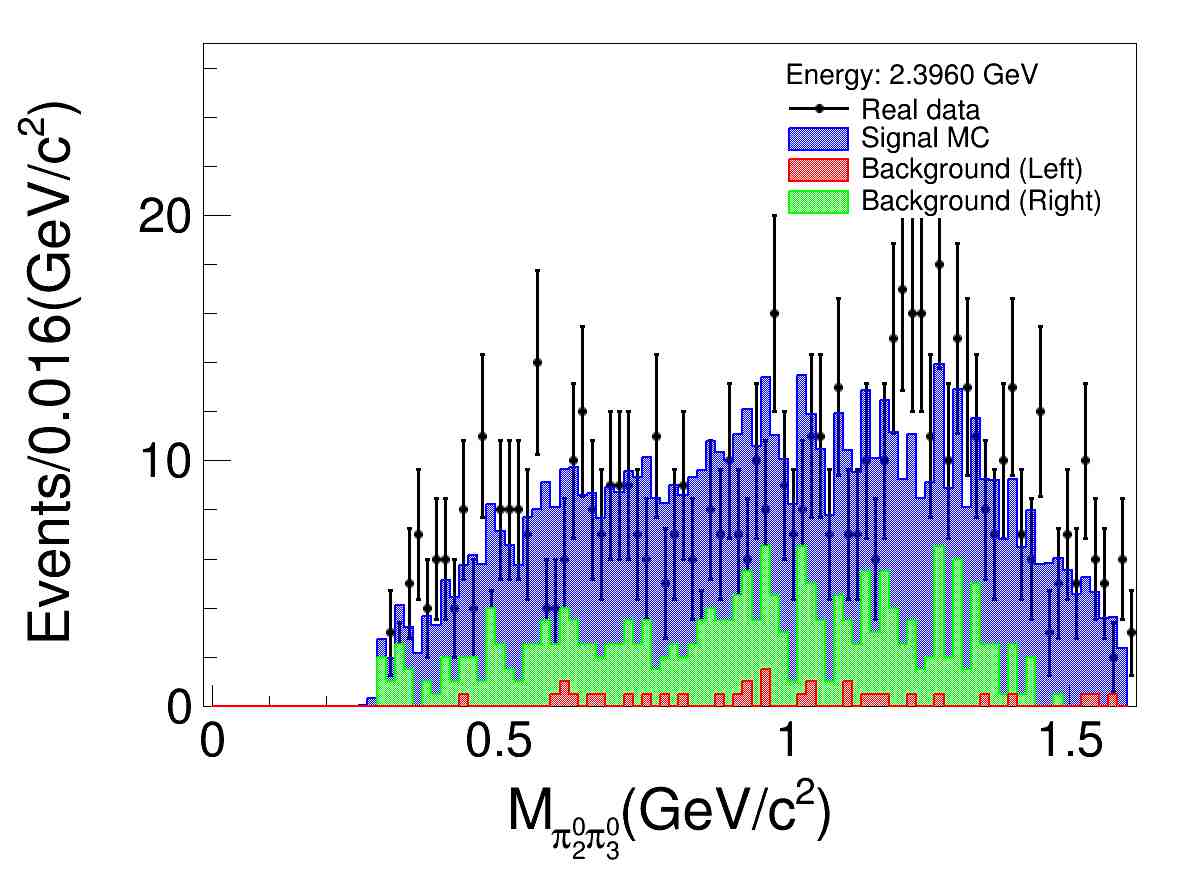 Energy: 2.3960 GeV
Real data
Signal MC
Background (Left)
Background (Right)
Events/0.016(GeV/c²)
20
10
0
0 0.5 1 1.5
M_{π⁰₂π⁰₃}(GeV/c²)